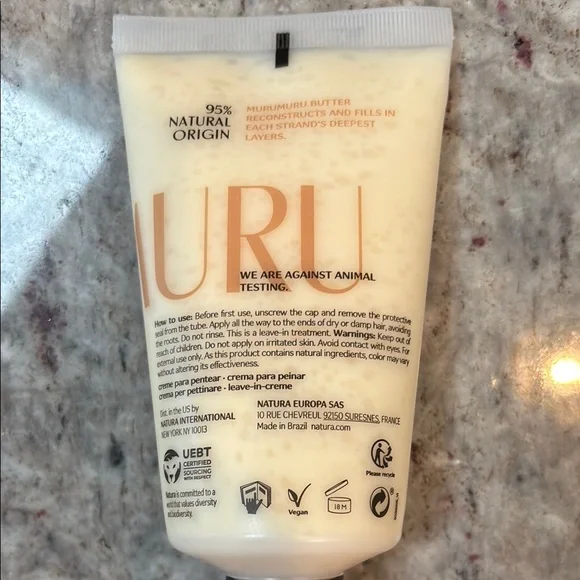 95%
NATURAL
ORIGIN
MURUMURU BUTTER
RECONSTRUCTS AND FILLS IN
EACH STRAND'S DEEPEST
LAYERS.
URU
WE ARE AGAINST ANIMAL
TESTING.
How to use: Before first use, unscrew the cap and remove the protective
seal from the tube. Apply all the way to the ends of dry or damp hair, avoiding
the roots. Do not rinse. This is a leave-in treatment. Warnings: Keep out of
reach of children. Do not apply on irritated skin. Avoid contact with eyes. For
external use only. As this product contains natural ingredients, color may vary
without altering its effectiveness.
creme para pentear • crema para peinar
crema per pettinare • leave-in-creme
Dist. in the US by
NATURA INTERNATIONAL
NEW YORK NY 10013
NATURA EUROPA SAS
10 RUE CHEVREUL 92150 SURESNES, FRANCE
Made in Brazil natura.com
UEBT
CERTIFIED
SOURCING
WITH RESPECT
Natura is committed to a
world that values diversity
and biodiversity.
Vegan
18 M
Please recycle